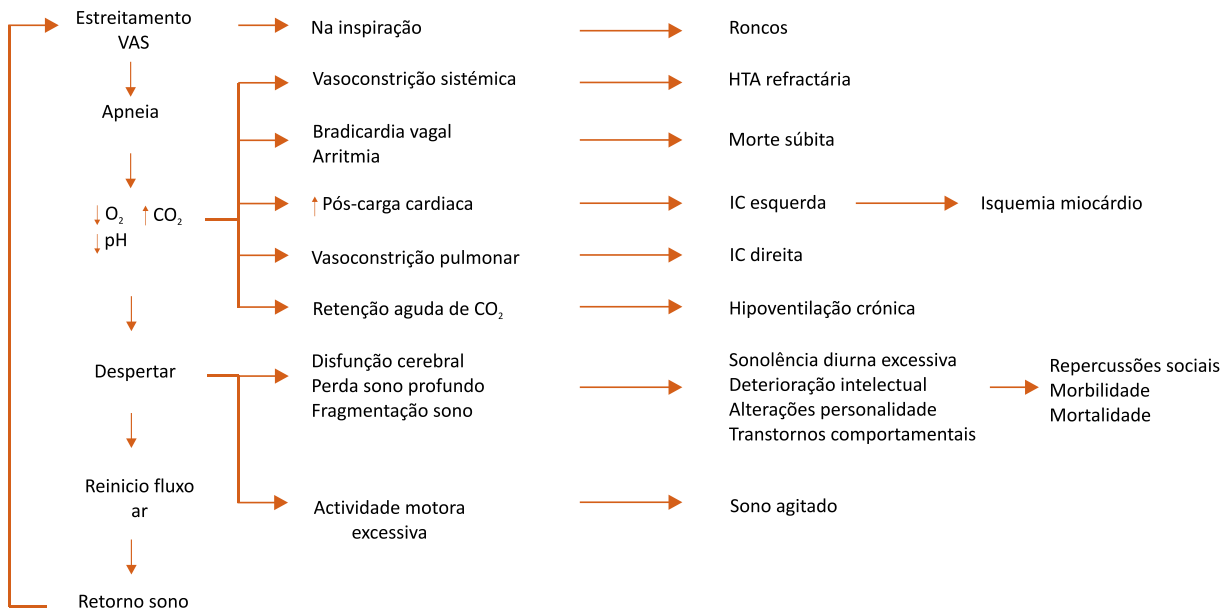 Estreitamento
VAS
Na inspiração
Roncos
Apneia
Vasoconstrição sistémica
HTA refractária
Bradicardia vagal
Arritmia
Morte súbita
↓ O₂ ↑ CO₂
↓ pH
↑ Pós-carga cardiaca
IC esquerda
Isquemia miocárdio
Vasoconstrição pulmonar
IC direita
Retenção aguda de CO₂
Hipoventilação crónica
Despertar
Disfunção cerebral
Perda sono profundo
Fragmentação sono
Sonolência diurna excessiva
Deterioração intelectual
Alterações personalidade
Transtornos comportamentais
Repercussões sociais
Morbilidade
Mortalidade
Reinicio fluxo
ar
Actividade motora
excessiva
Sono agitado
Retorno sono